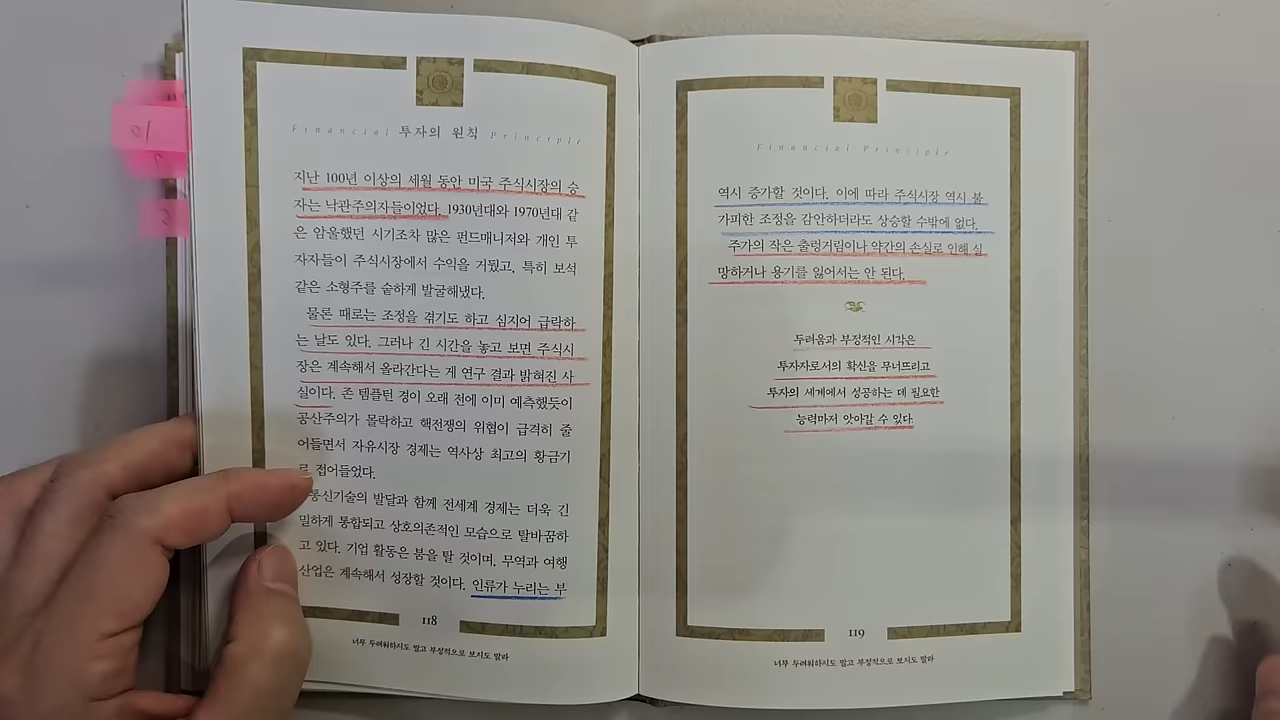 Financial 투자의 원칙 Principle
지난 100년 이상의 세월 동안 미국 주식시장의 승
자는 낙관주의자들이었다. 1930년대와 1970년대 같
은 암울했던 시기조차 많은 펀드매니저와 개인 투
자자들이 주식시장에서 수익을 거뒀고, 특히 보석
같은 소형주를 숱하게 발굴해냈다.
물론 때로는 조정을 겪기도 하고 심지어 급락하
는 날도 있다. 그러나 긴 시간을 놓고 보면 주식시
장은 계속해서 올라간다는 게 연구 결과 밝혀진 사
실이다. 존 템플턴 경이 오래 전에 이미 예측했듯이
공산주의가 몰락하고 핵전쟁의 위협이 급격히 줄
어들면서 자유시장 경제는 역사상 최고의 황금기
로 접어들었다.
통신기술의 발달과 함께 전세계 경제는 더욱 긴
밀하게 통합되고 상호의존적인 모습으로 탈바꿈하
고 있다. 기업 활동은 붐을 탈 것이며, 무역과 여행
산업은 계속해서 성장할 것이다. 인류가 누리는 부
118
너무 두려워하지도 말고 부정적으로 보지도 말라
Financial Principle
역시 증가할 것이다. 이에 따라 주식시장 역시 불
가피한 조정을 감안하더라도 상승할 수밖에 없다.
주가의 작은 출렁거림이나 약간의 손실로 인해 실
망하거나 용기를 잃어서는 안 된다.
두려움과 부정적인 시각은
투자자로서의 확신을 무너뜨리고
투자의 세계에서 성공하는 데 필요한
능력마저 앗아갈 수 있다.
119
너무 두려워하지도 말고 부정적으로 보지도 말라